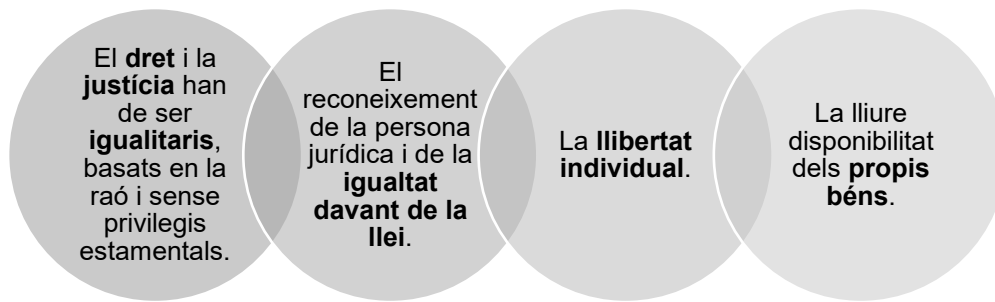 El dret i la
justícia han
de ser
igualitaris,
basats en la
raó i sense
privilegis
estamentals.
El
reconeixement
de la persona
jurídica i de la
igualtat
davant de la
llei.
La llibertat
individual.
La lliure
disponibilitat
dels propis
béns.